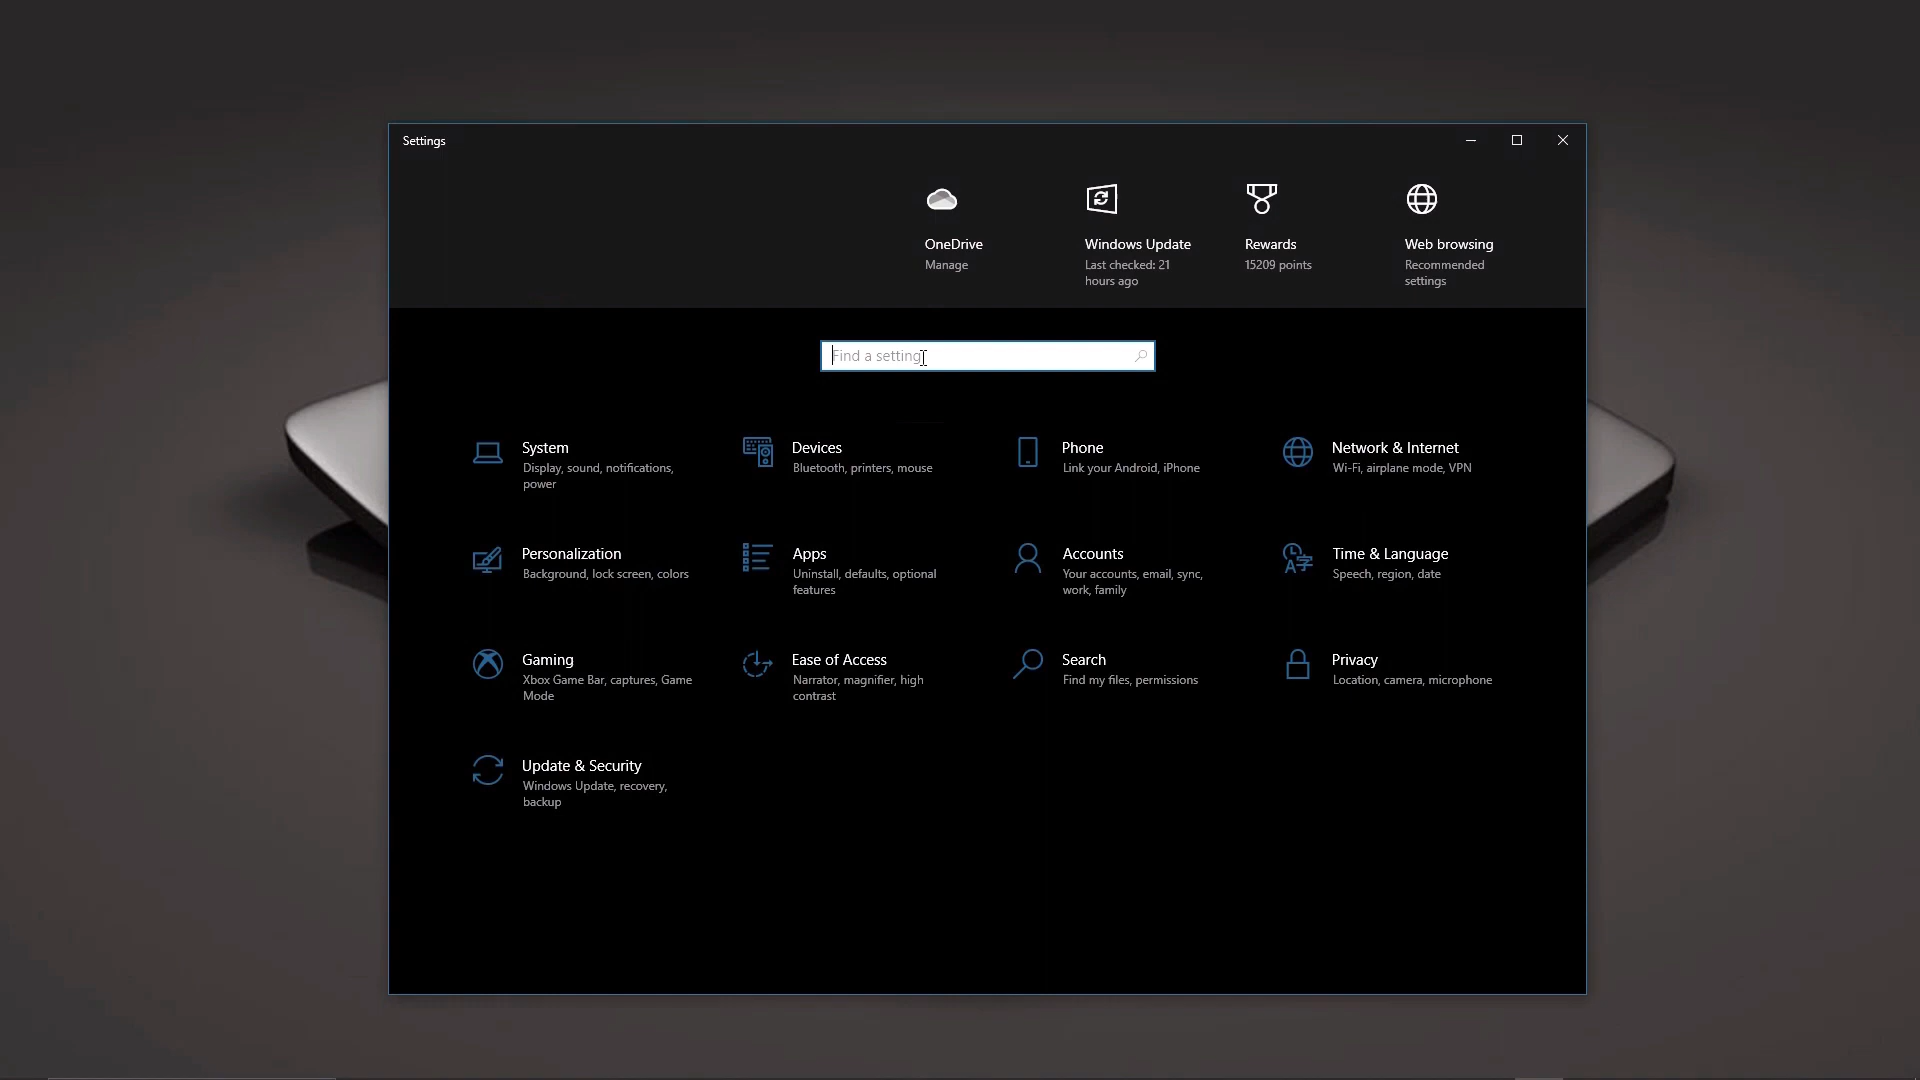 Settings
OneDrive
Manage
Windows Update
Last checked: 21
hours ago
Rewards
15209 points
Web browsing
Recommended
settings
Find a setting
System
Display, sound, notifications,
power
Devices
Bluetooth, printers, mouse
Phone
Link your Android, iPhone
Network & Internet
Wi-Fi, airplane mode, VPN
Personalization
Background, lock screen, colors
Apps
Uninstall, defaults, optional
features
Accounts
Your accounts, email, sync,
work, family
Time & Language
Speech, region, date
Gaming
Xbox Game Bar, captures, Game
Mode
Ease of Access
Narrator, magnifier, high
contrast
Search
Find my files, permissions
Privacy
Location, camera, microphone
Update & Security
Windows Update, recovery,
backup